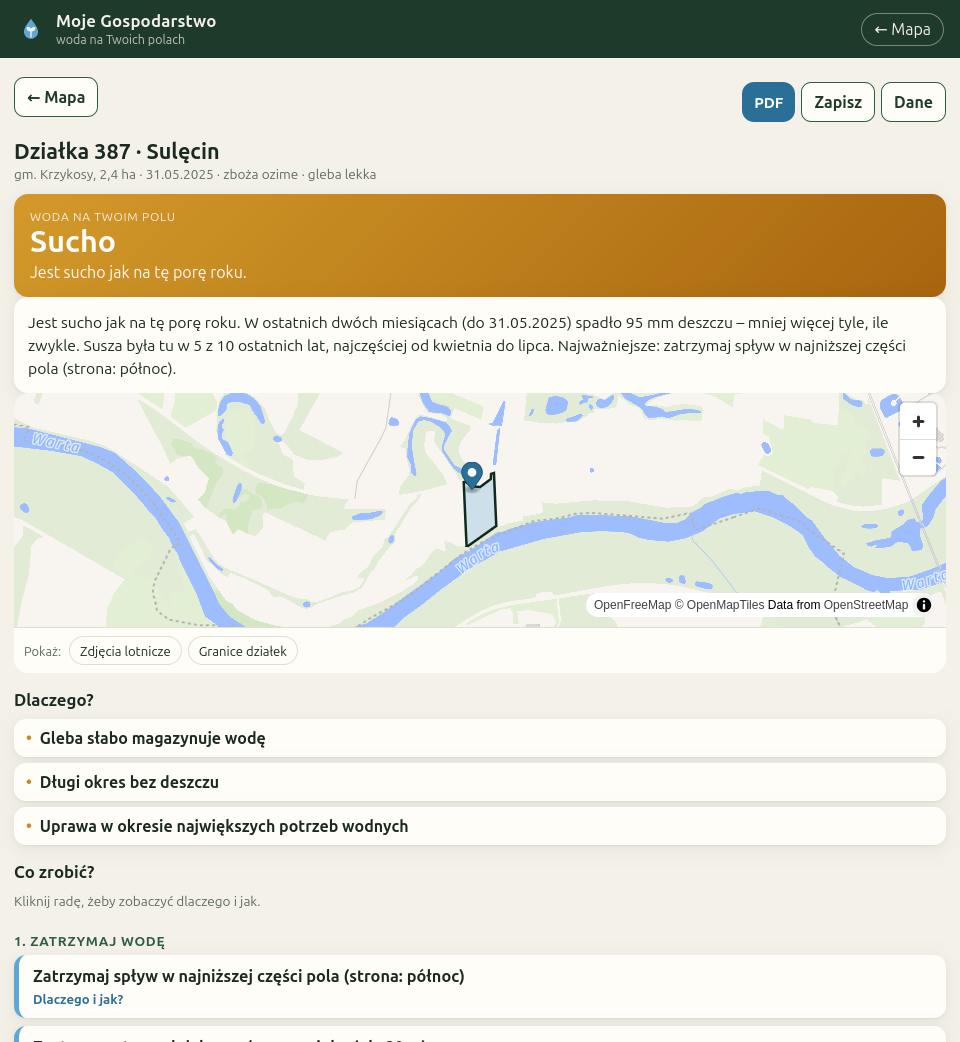 Moje Gospodarstwo
woda na Twoich polach
← Mapa
← Mapa
PDF
Zapisz
Dane
Działka 387 · Sulęcin
gm. Krzykosy, 2,4 ha · 31.05.2025 · zboża ozime · gleba lekka
WODA NA TWOIM POLU
Sucho
Jest sucho jak na tę porę roku.
Jest sucho jak na tę porę roku. W ostatnich dwóch miesiącach (do 31.05.2025) spadło 95 mm deszczu – mniej więcej tyle, ile
zwykle. Susza była tu w 5 z 10 ostatnich lat, najczęściej od kwietnia do lipca. Najważniejsze: zatrzymaj spływ w najniższej części
pola (strona: północ).
Warta
Warta
Warta
+
−
OpenFreeMap © OpenMapTiles Data from OpenStreetMap
Pokaż:
Zdjęcia lotnicze
Granice działek
Dlaczego?
• Gleba słabo magazynuje wodę
• Długi okres bez deszczu
• Uprawa w okresie największych potrzeb wodnych
Co zrobić?
Kliknij radę, żeby zobaczyć dlaczego i jak.
1. ZATRZYMAJ WODĘ
Zatrzymaj spływ w najniższej części pola (strona: północ)
Dlaczego i jak?